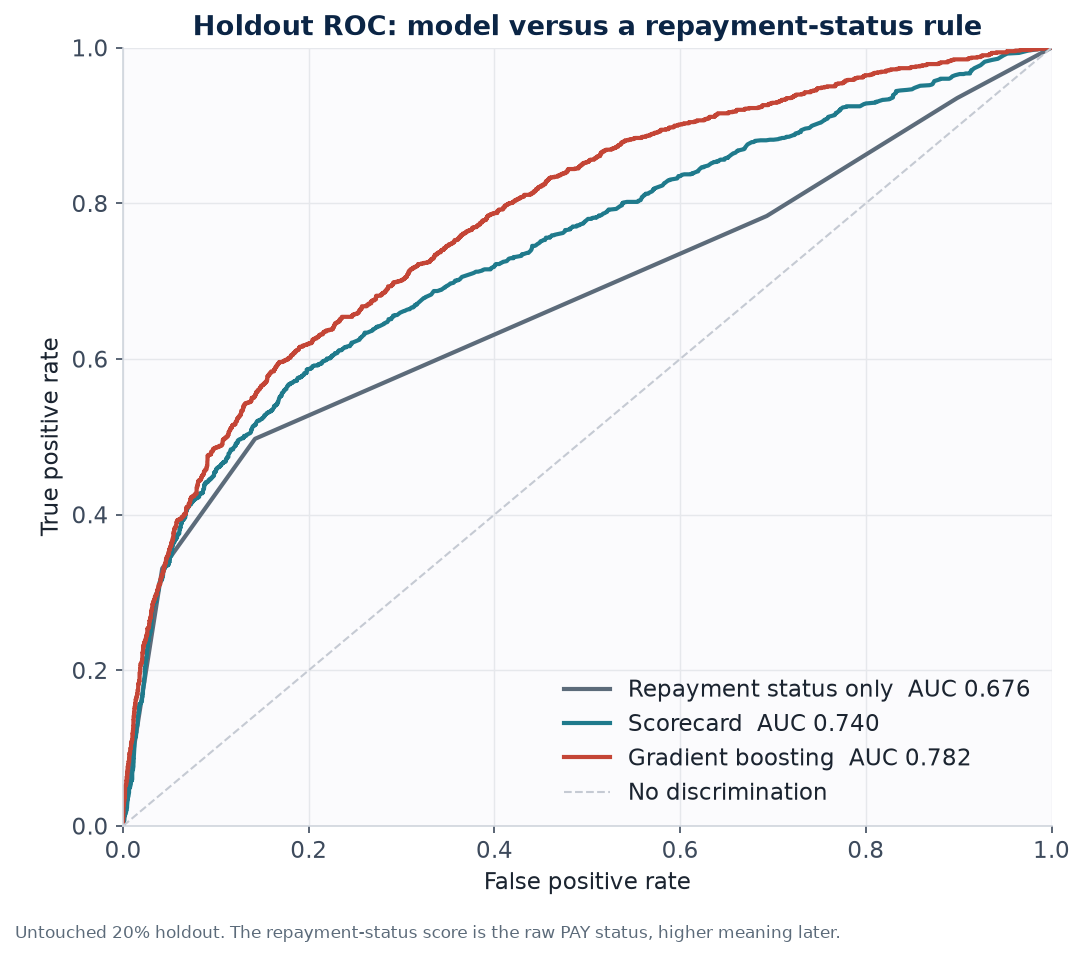 Holdout ROC: model versus a repayment-status rule
True positive rate
1.0
0.8
0.6
0.4
0.2
0.0
Repayment status only  AUC 0.676
Scorecard  AUC 0.740
Gradient boosting  AUC 0.782
No discrimination
0.0 0.2 0.4 0.6 0.8 1.0
False positive rate
Untouched 20% holdout. The repayment-status score is the raw PAY status, higher meaning later.